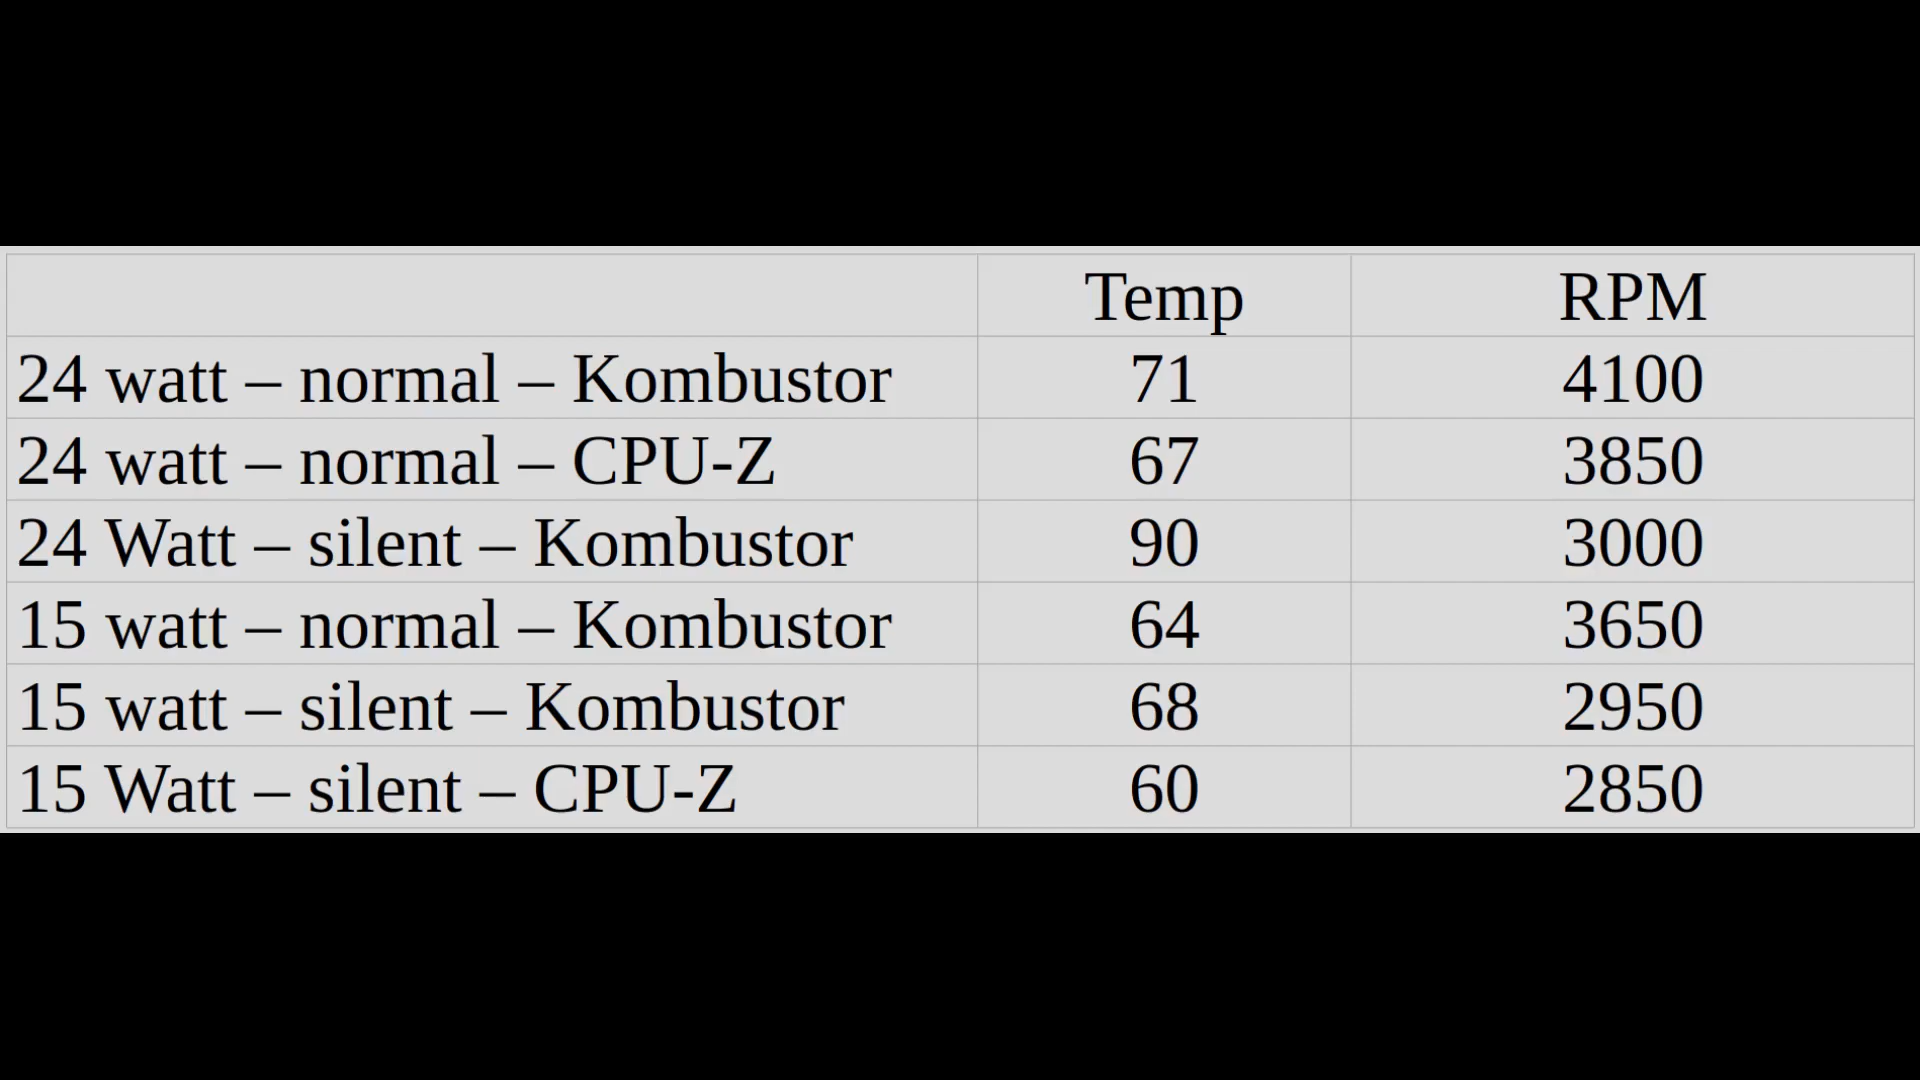 Temp RPM
24 watt – normal – Kombustor 71 4100
24 watt – normal – CPU-Z 67 3850
24 Watt – silent – Kombustor 90 3000
15 watt – normal – Kombustor 64 3650
15 watt – silent – Kombustor 68 2950
15 Watt – silent – CPU-Z 60 2850